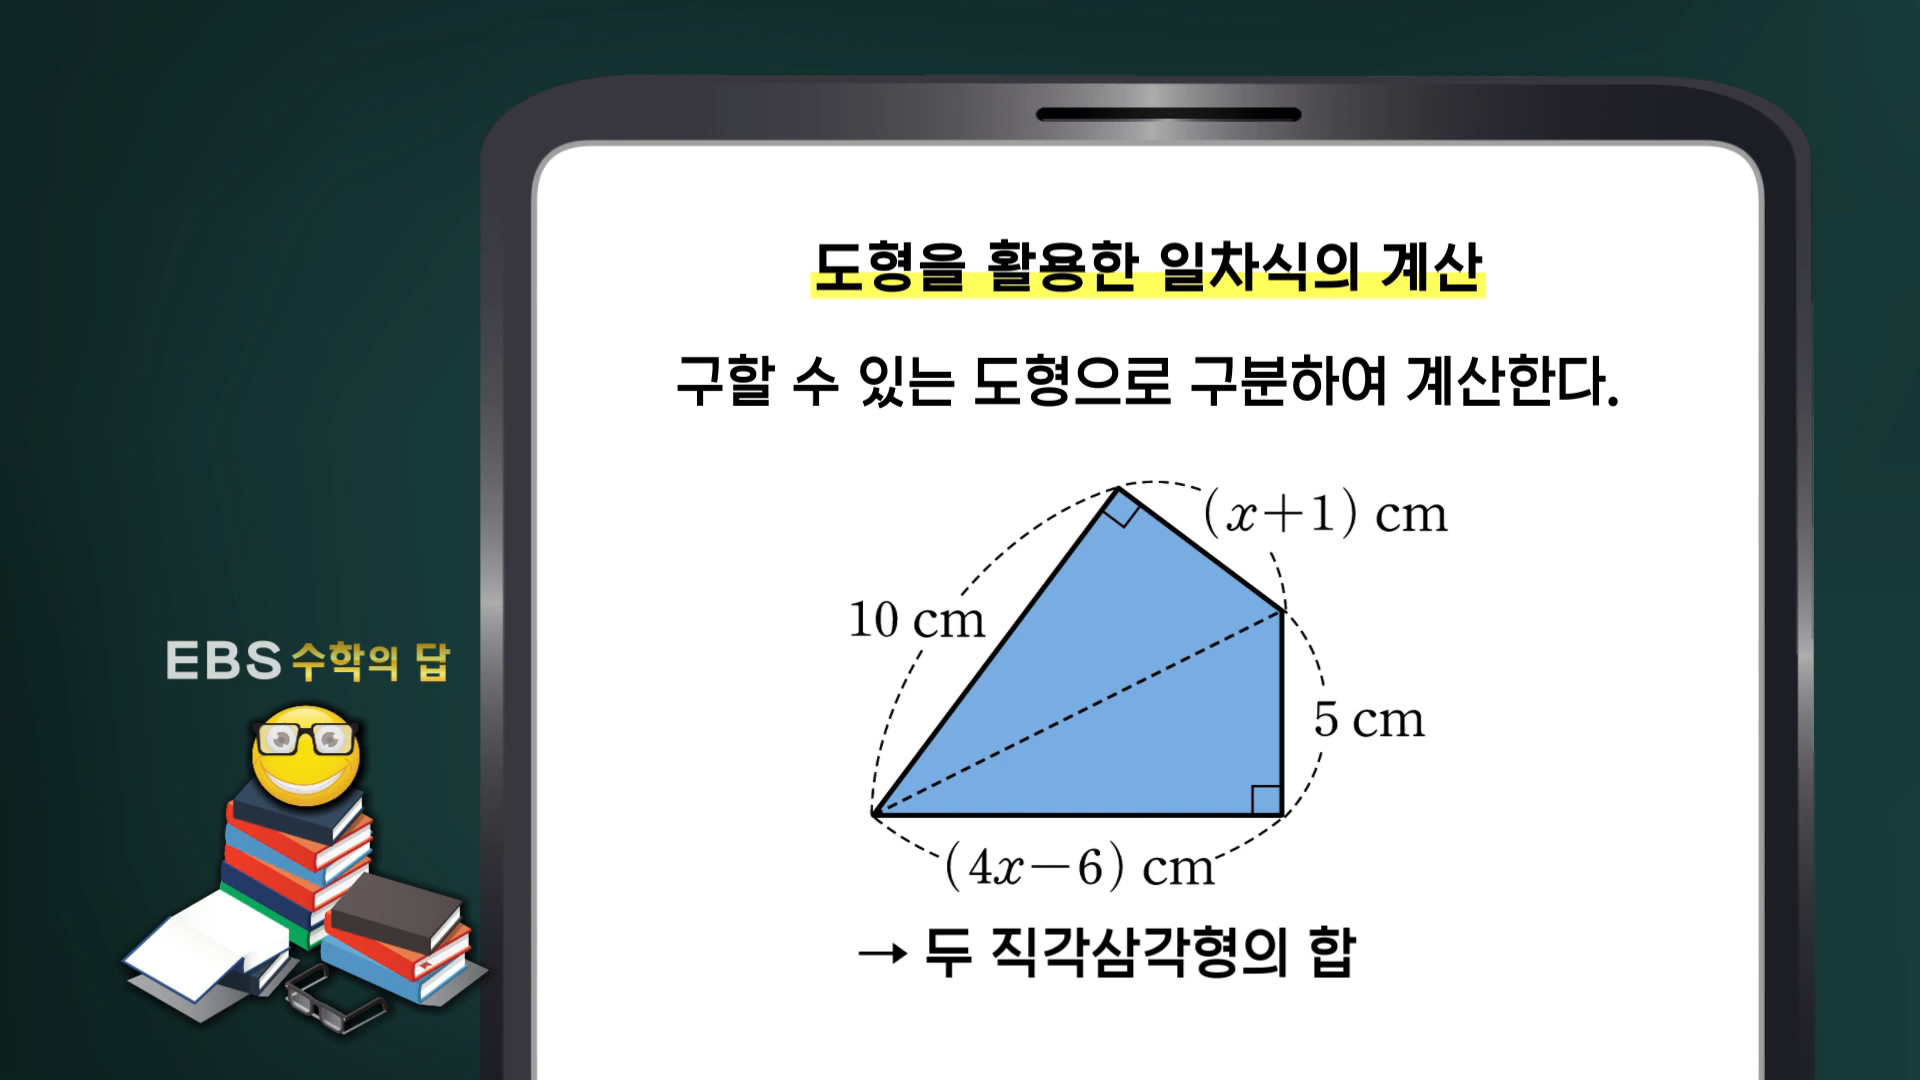 도형을 활용한 일차식의 계산
구할 수 있는 도형으로 구분하여 계산한다.
(x+1) cm
10 cm
5 cm
(4x−6) cm
→ 두 직각삼각형의 합
EBS 수학의 답